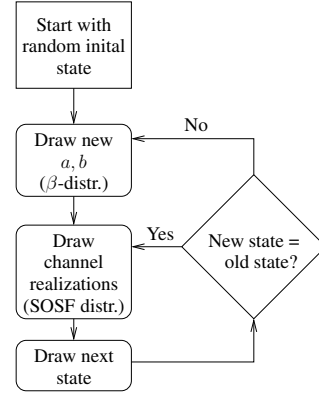 Start with
random inital
state
Draw new
a, b
(β-distr.)
No
Yes
New state =
old state?
Draw
channel
realizations
(SOSF distr.)
Draw next
state